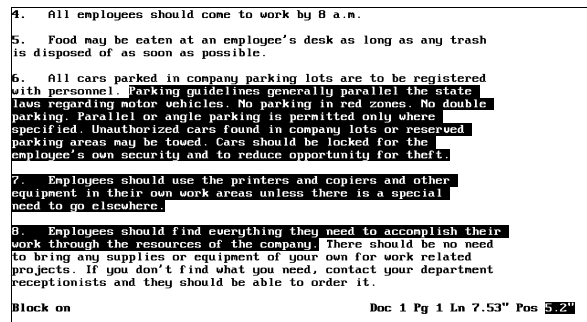 4. All employees should come to work by 8 a.m.
5. Food may be eaten at an employee's desk as long as any trash
is disposed of as soon as possible.
6. All cars parked in company parking lots are to be registered
with personnel. Parking guidelines generally parallel the state
laws regarding motor vehicles. No parking in red zones. No double
parking. Parallel or angle parking is permitted only where
specified. Unauthorized cars found in company lots or reserved
parking areas may be towed. Cars should be locked for the
employee's own security and to reduce opportunity for theft.
7. Employees should use the printers and copiers and other
equipment in their own work areas unless there is a special
need to go elsewhere.
8. Employees should find everything they need to accomplish their
work through the resources of the company. There should be no need
to bring any supplies or equipment of your own for work related
projects. If you don't find what you need, contact your department
receptionists and they should be able to order it.
Block on Doc 1 Pg 1 Ln 7.53" Pos 5.2"